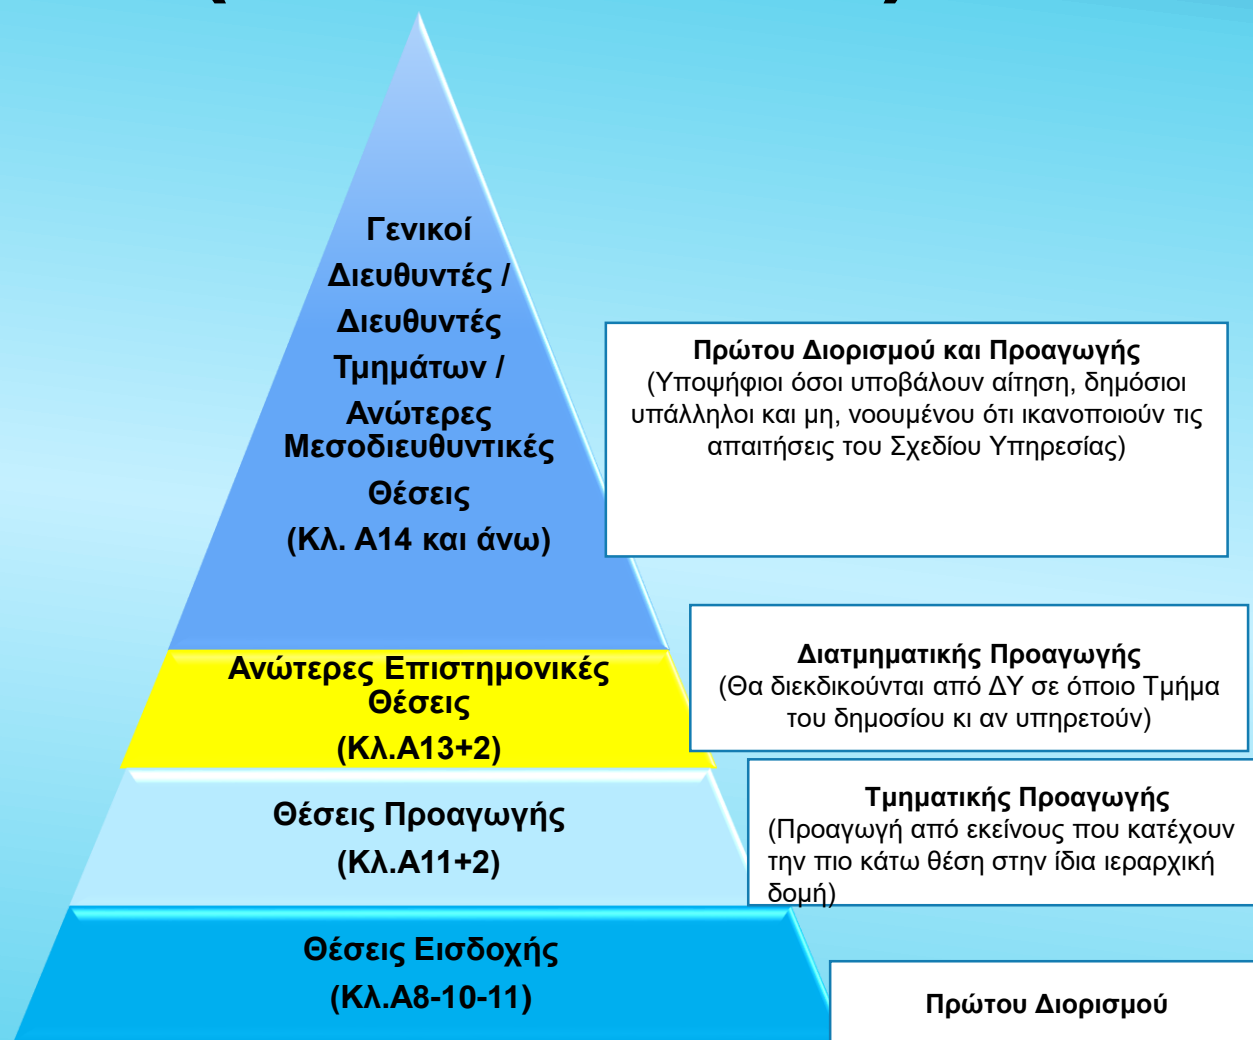 Γενικοί
Διευθυντές /
Διευθυντές
Τμημάτων /
Ανώτερες
Μεσοδιευθυντικές
Θέσεις
(Κλ. Α14 και άνω)
Πρώτου Διορισμού και Προαγωγής
(Υποψήφιοι όσοι υποβάλουν αίτηση, δημόσιοι
υπάλληλοι και μη, νοουμένου ότι ικανοποιούν τις
απαιτήσεις του Σχεδίου Υπηρεσίας)
Ανώτερες Επιστημονικές
Θέσεις
(Κλ.Α13+2)
Διατμηματικής Προαγωγής
(Θα διεκδικούνται από ΔΥ σε όποιο Τμήμα
του δημοσίου κι αν υπηρετούν)
Θέσεις Προαγωγής
(Κλ.Α11+2)
Τμηματικής Προαγωγής
(Προαγωγή από εκείνους που κατέχουν
την πιο κάτω θέση στην ίδια ιεραρχική
δομή)
Θέσεις Εισδοχής
(Κλ.Α8-10-11)
Πρώτου Διορισμού